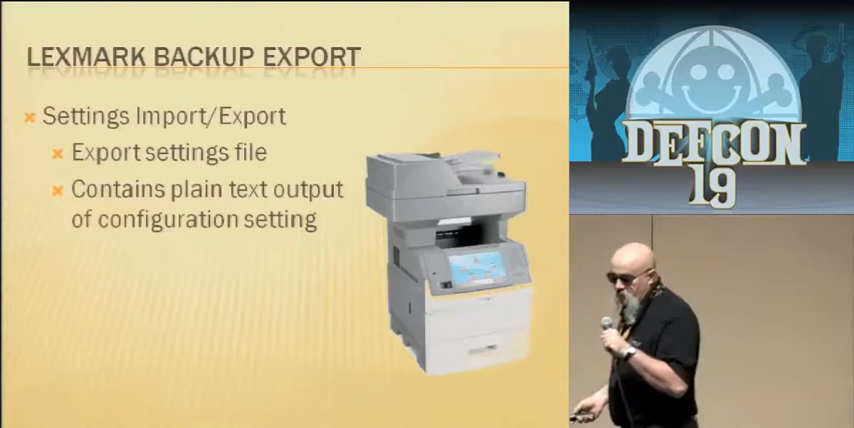 LEXMARK BACKUP EXPORT
Settings Import/Export
Export settings file
Contains plain text output
of configuration setting
DEFCON
19